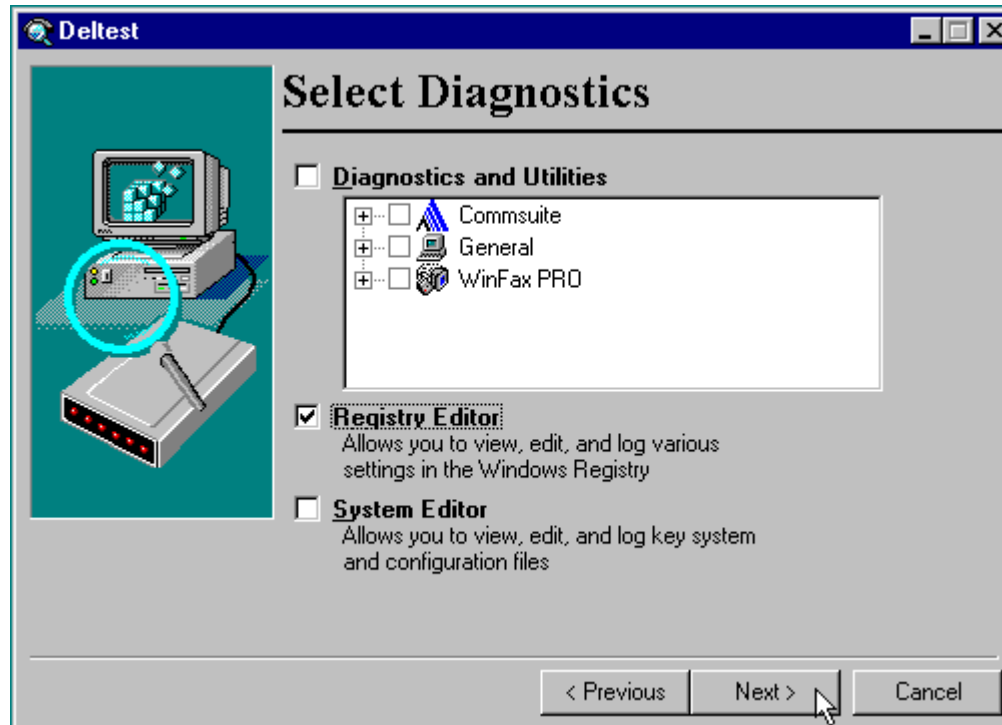 Deltest
Select Diagnostics
Diagnostics and Utilities
Commsuite
General
WinFax PRO
Registry Editor
Allows you to view, edit, and log various
settings in the Windows Registry
System Editor
Allows you to view, edit, and log key system
and configuration files
< Previous
Next >
Cancel